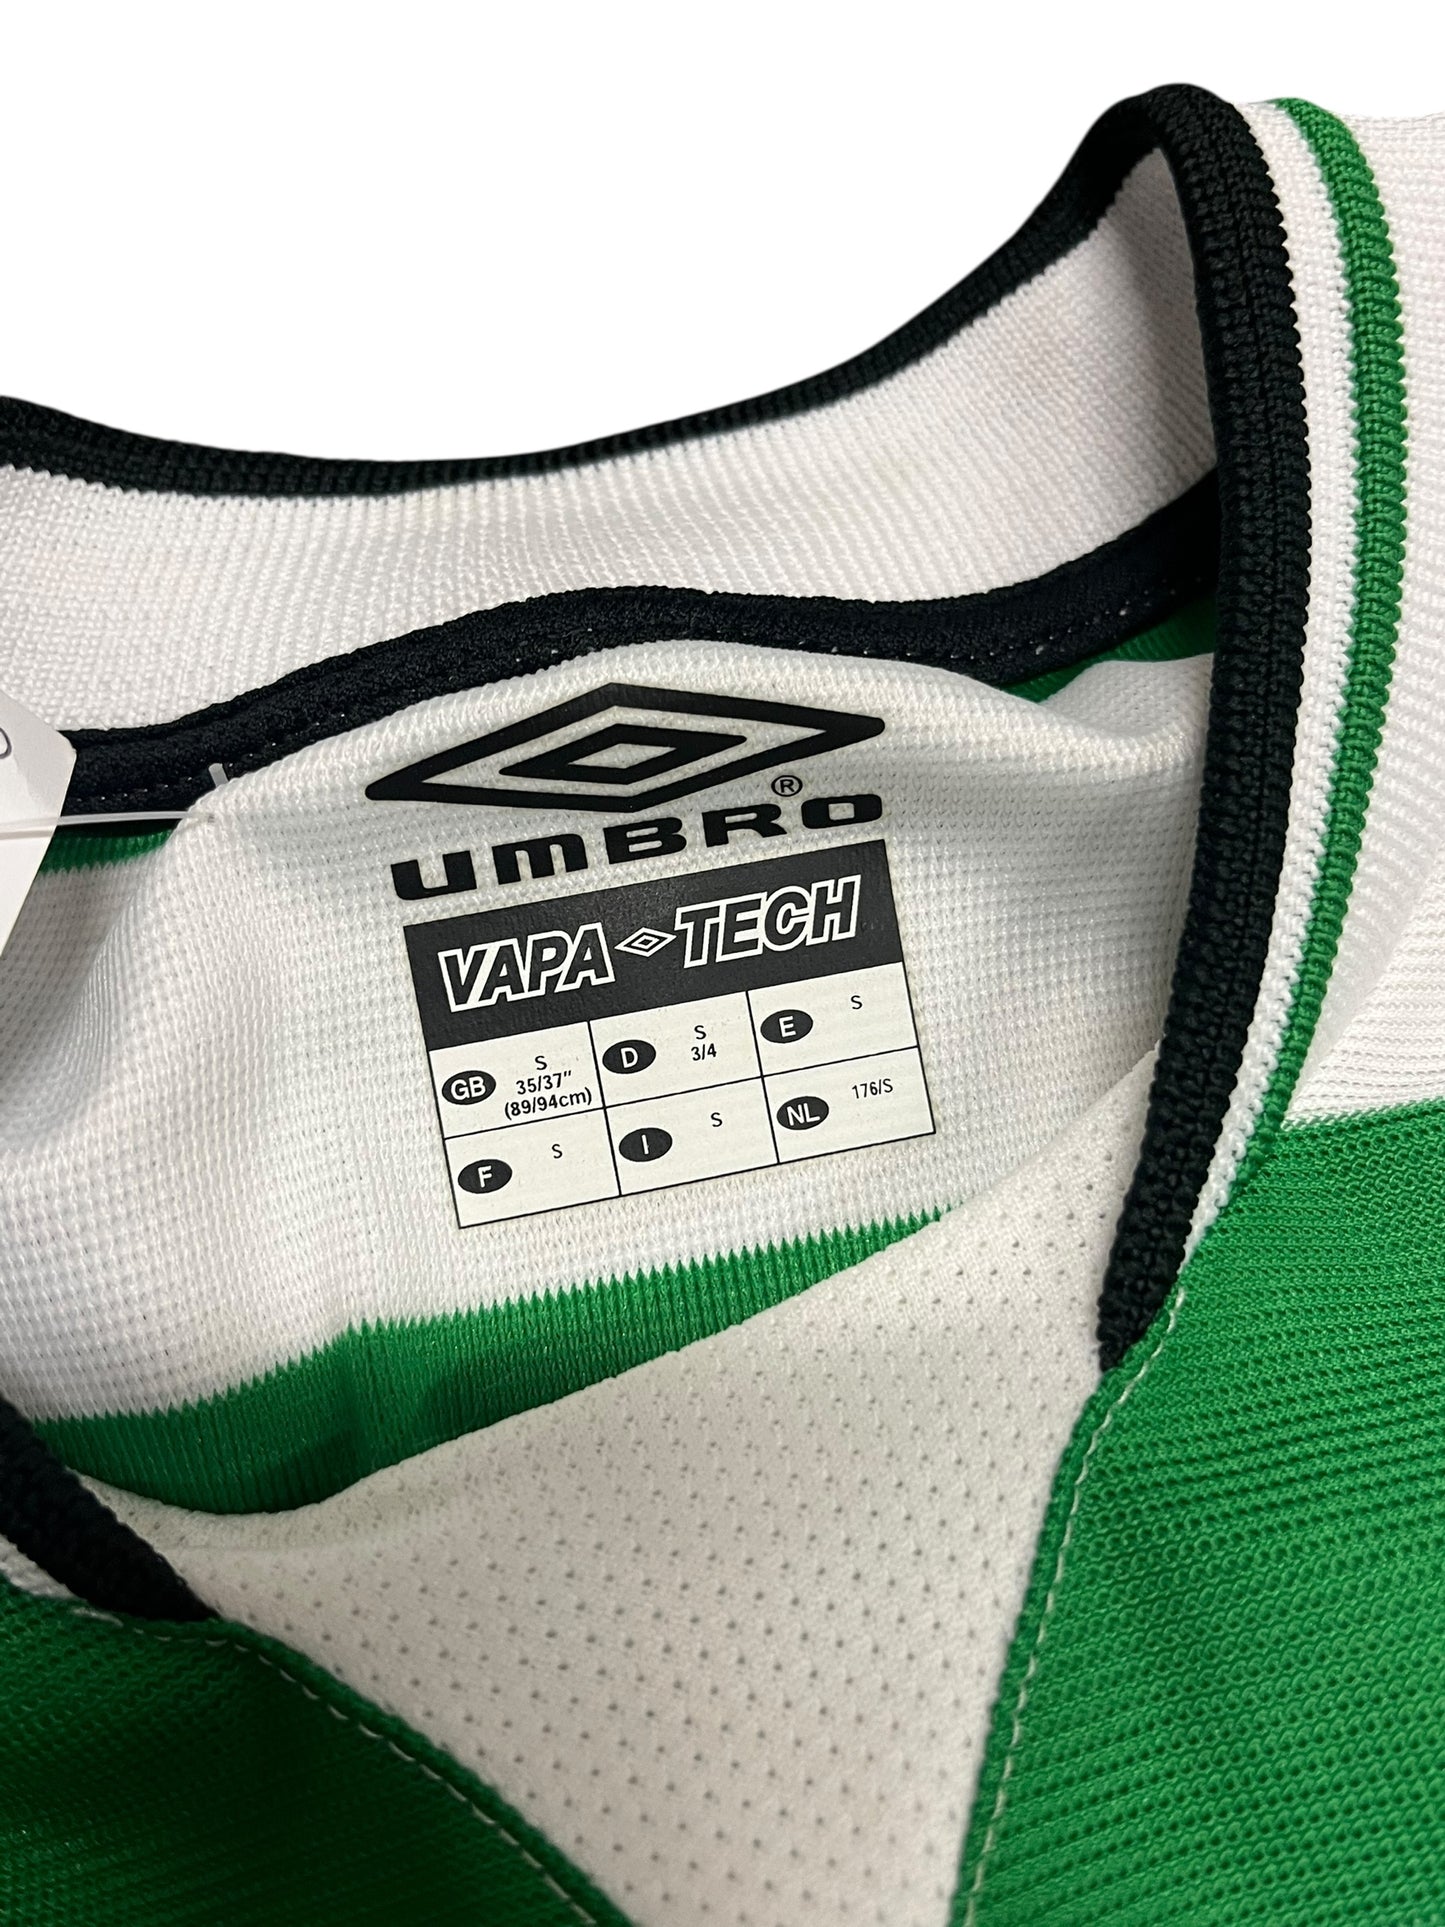 ®
UMBRO
VAPA TECH
GB S 35/37"
(89/94cm)
D S
3/4
E S
F S
I S
NL 176/S